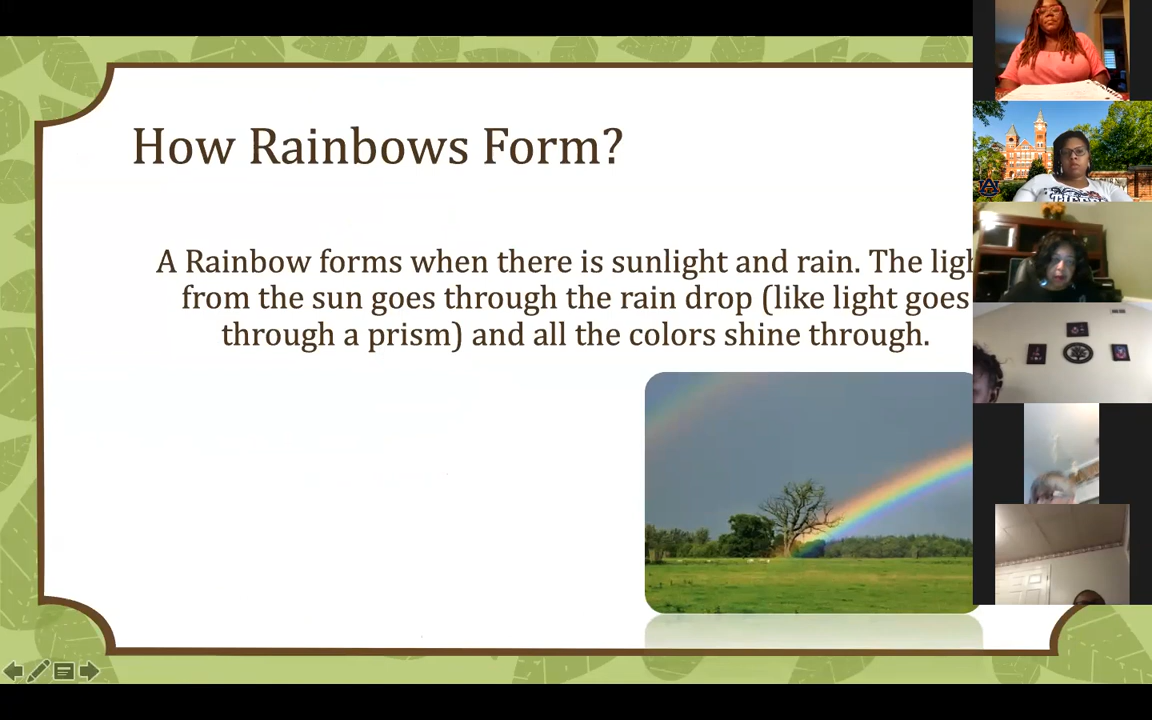 How Rainbows Form?
A Rainbow forms when there is sunlight and rain. The
from the sun goes through the rain drop (like light goes
through a prism) and all the colors shine through.